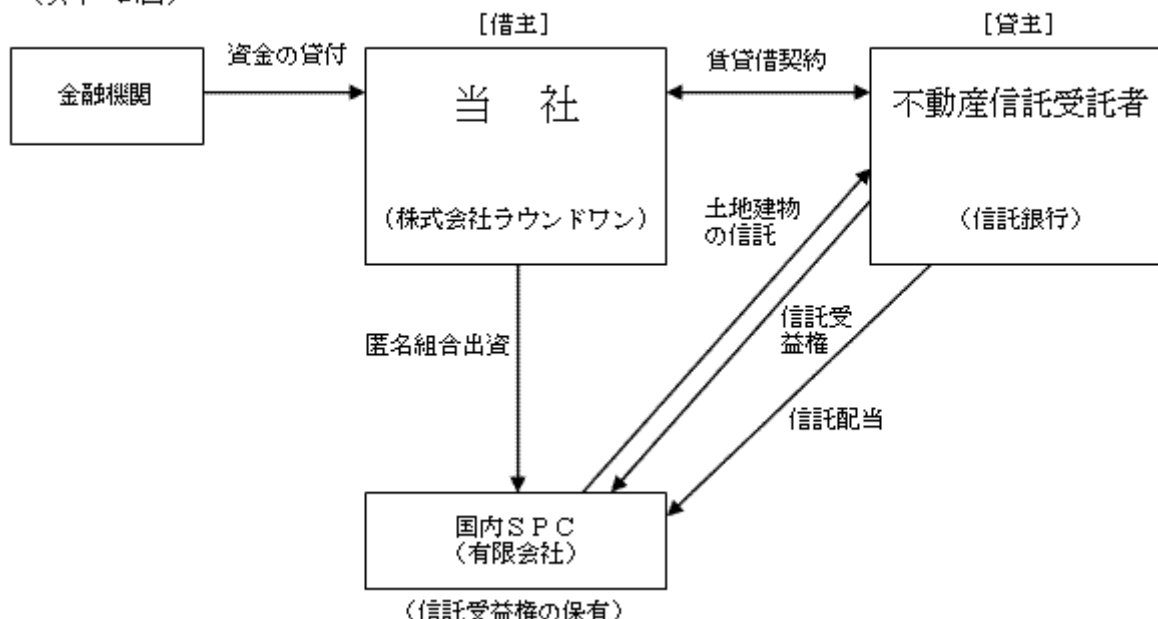 [借主]
[貸主]
資金の貸付
賃貸借契約
金融機関
当 社
不動産信託受託者
(株式会社ラウンドワン)
(信託銀行)
土地建物
の信託
信託受
益権
匿名組合出資
信託配当
国内SPC
(有限会社)
(信託受益権の保有)